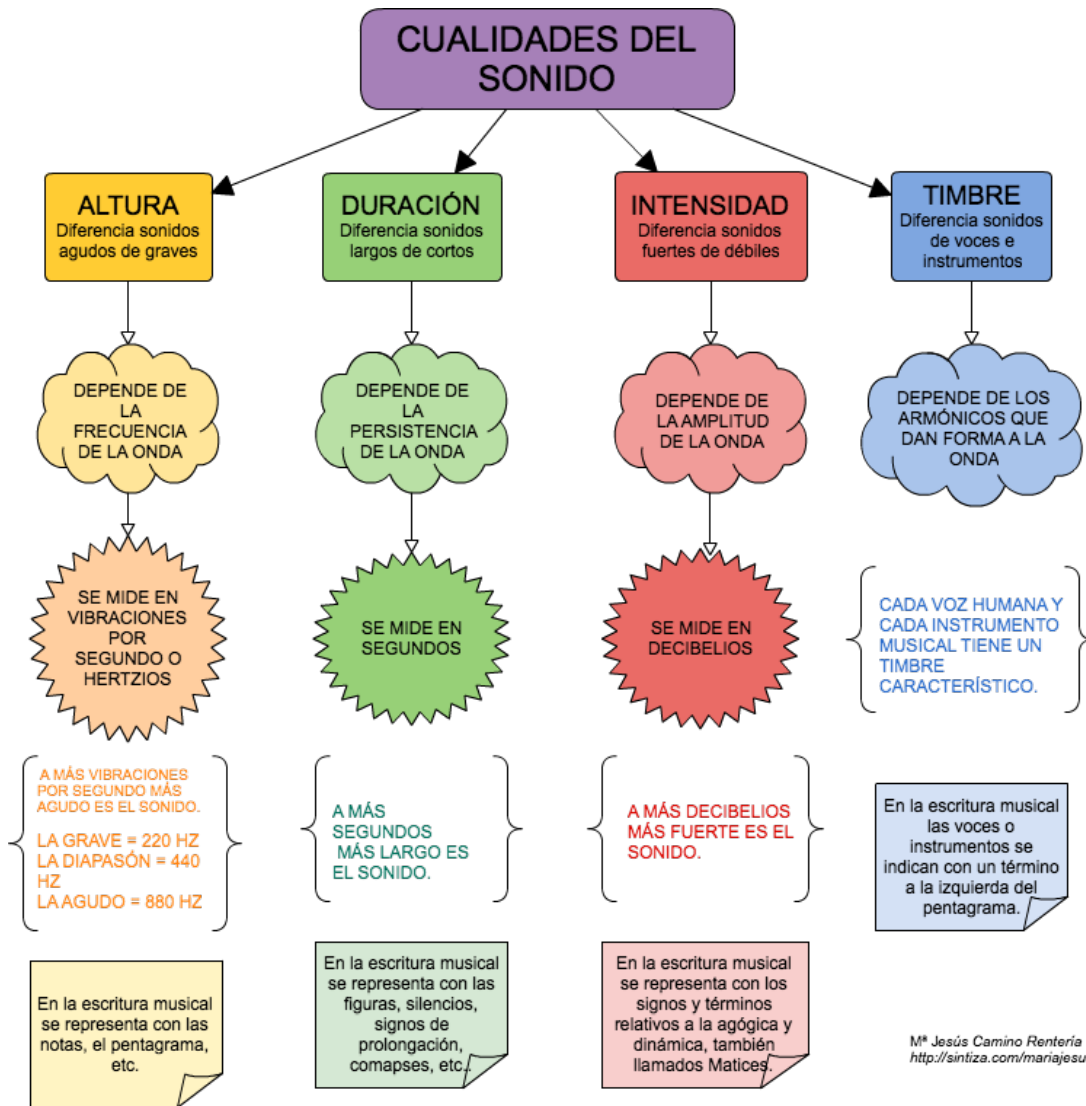 CUALIDADES DEL
SONIDO
ALTURA
Diferencia sonidos
agudos de graves
DURACIÓN
Diferencia sonidos
largos de cortos
INTENSIDAD
Diferencia sonidos
fuertes de débiles
TIMBRE
Diferencia sonidos
de voces e
instrumentos
DEPENDE DE
LA
FRECUENCIA
DE LA ONDA
DEPENDE DE
LA
PERSISTENCIA
DE LA ONDA
DEPENDE DE
LA AMPLITUD
DE LA ONDA
DEPENDE DE LOS
ARMÓNICOS QUE
DAN FORMA A LA
ONDA
SE MIDE EN
VIBRACIONES
POR
SEGUNDO O
HERTZIOS
SE MIDE EN
SEGUNDOS
SE MIDE EN
DECIBELIOS
CADA VOZ HUMANA Y
CADA INSTRUMENTO
MUSICAL TIENE UN
TIMBRE
CARACTERÍSTICO.
A MÁS VIBRACIONES
POR SEGUNDO MÁS
AGUDO ES EL SONIDO.
LA GRAVE = 220 HZ
LA DIAPASÓN = 440
HZ
LA AGUDO = 880 HZ
A MÁS
SEGUNDOS
MÁS LARGO ES
EL SONIDO.
A MÁS DECIBELIOS
MÁS FUERTE ES EL
SONIDO.
En la escritura musical
las voces o
instrumentos se
indican con un término
a la izquierda del
pentagrama.
En la escritura musical
se representa con las
notas, el pentagrama,
etc.
En la escritura musical
se representa con las
figuras, silencios,
signos de
prolongación,
comapses, etc..
En la escritura musical
se representa con los
signos y términos
relativos a la agógica y
dinámica, también
llamados Matices.
Mª Jesús Camino Rentería
http://sintiza.com/mariajesu